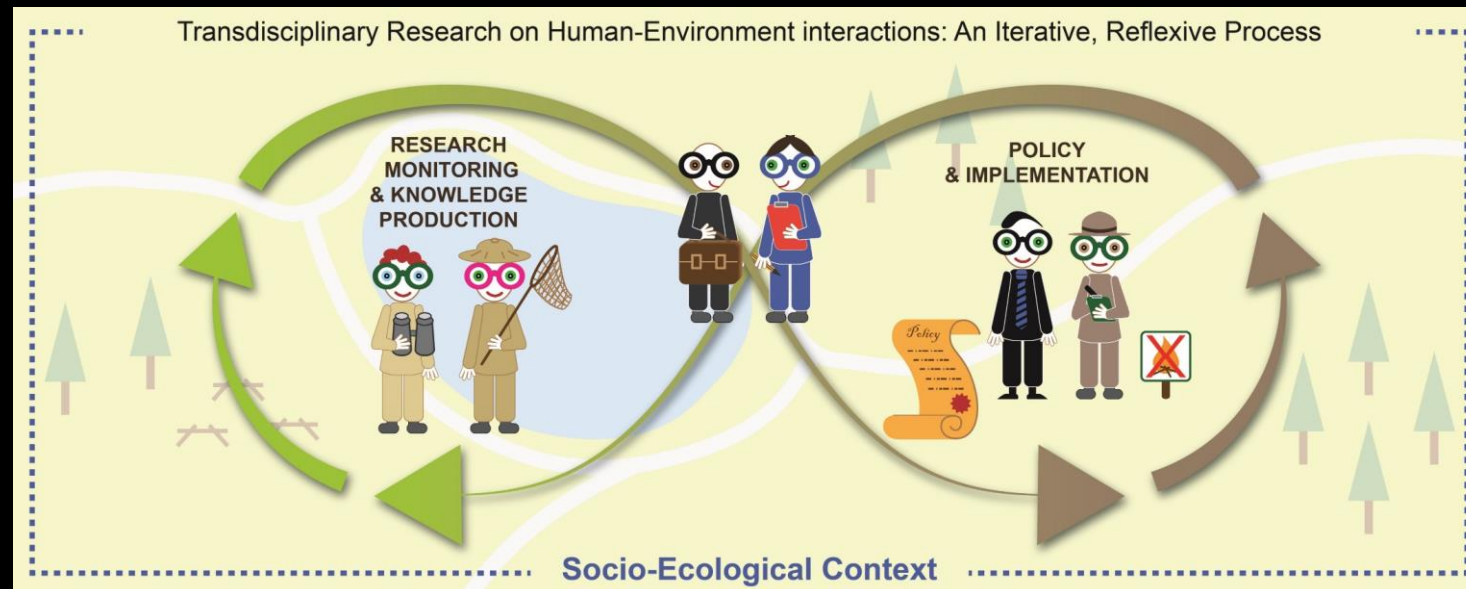 Transdisciplinary Research on Human-Environment interactions: An Iterative, Reflexive Process
RESEARCH
MONITORING
& KNOWLEDGE
PRODUCTION
POLICY
& IMPLEMENTATION
Policy
Socio-Ecological Context